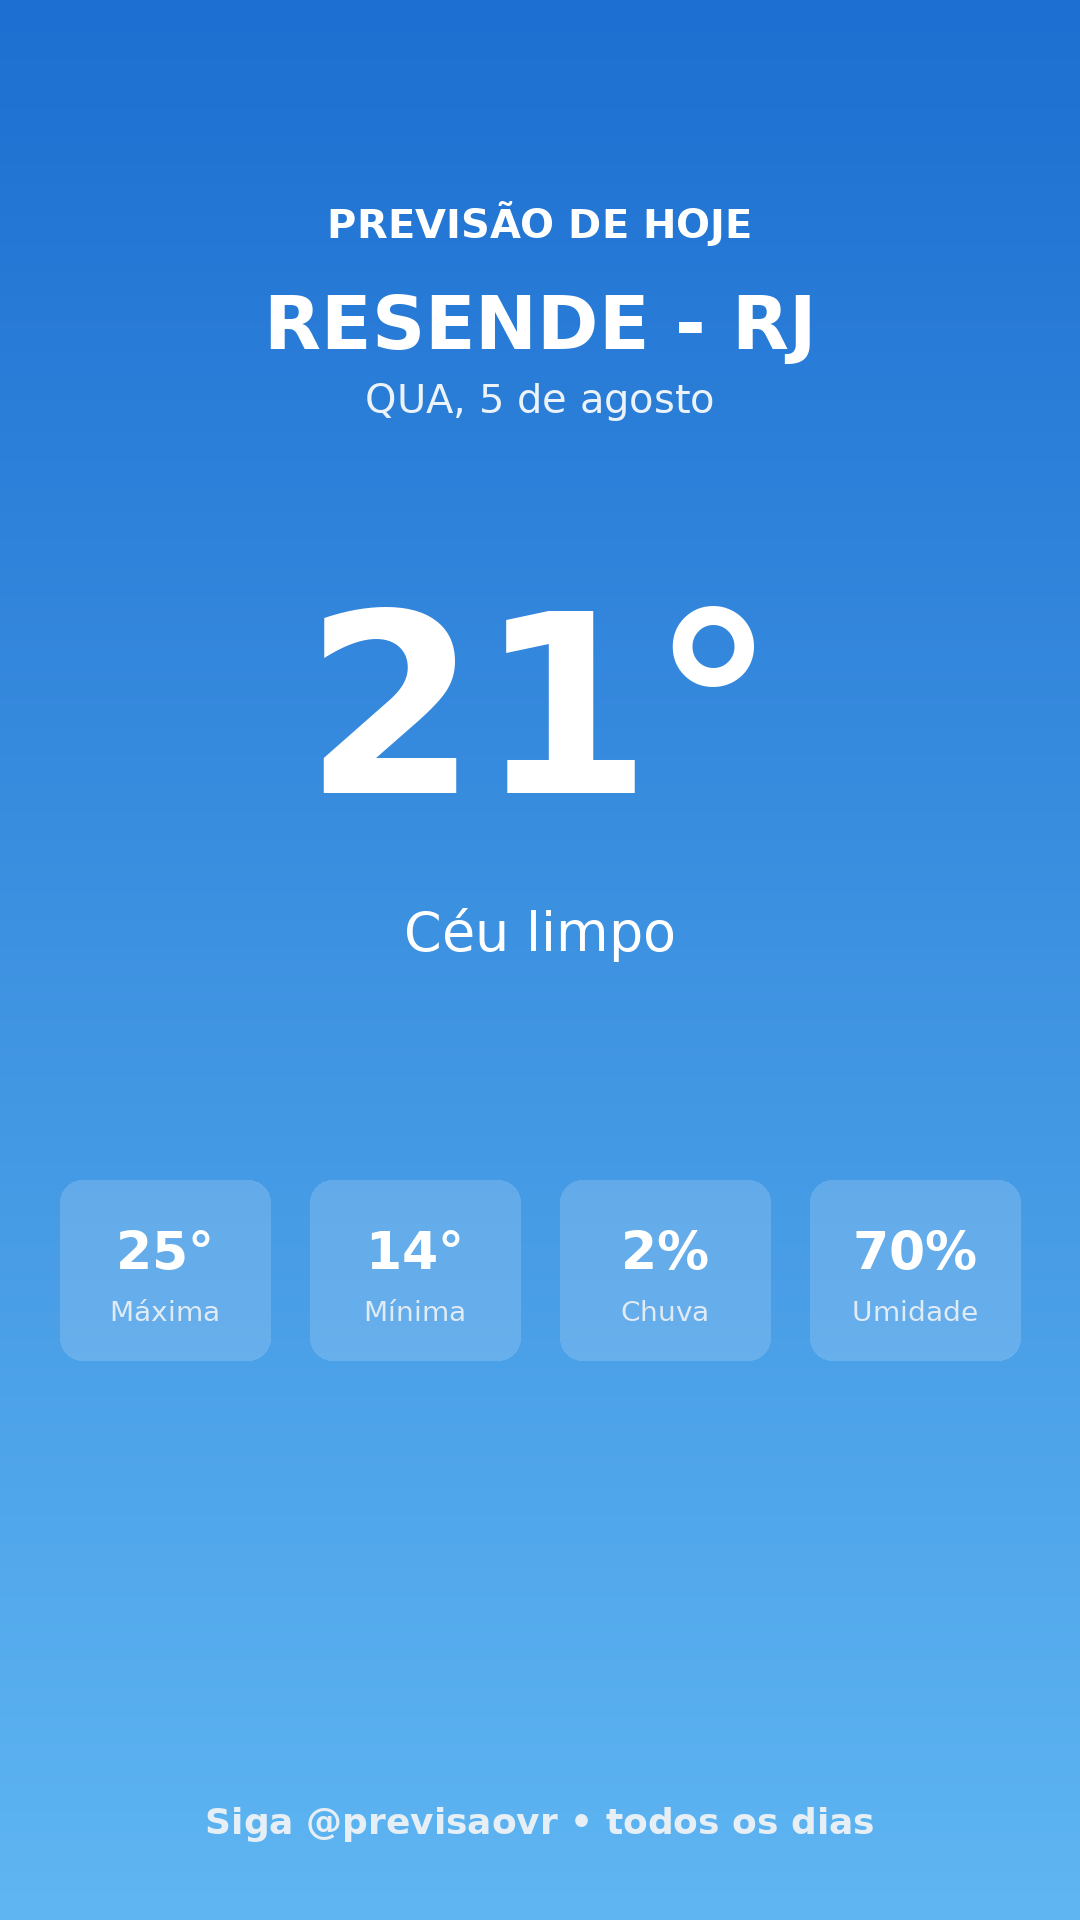 PREVISÃO DE HOJE
RESENDE - RJ
QUA, 5 de agosto
21°
Céu limpo
25°
Máxima
14°
Mínima
2%
Chuva
70%
Umidade
Siga @previsaovr • todos os dias